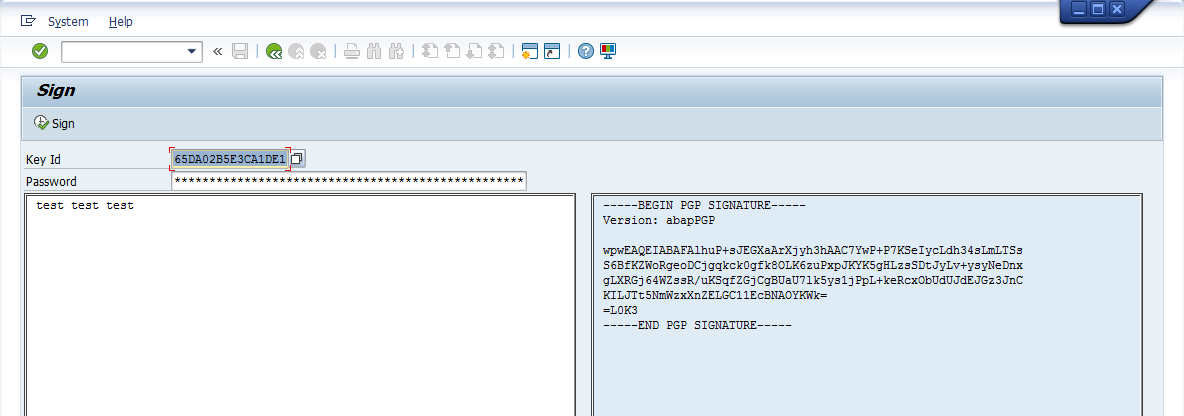 System Help
Sign
Sign
Key Id 65DA02B5E3CA1DE1
Password **************************************************
test test test
-----BEGIN PGP SIGNATURE-----
Version: abapPGP
wpwEAQEIABAFAlhuP+sJEGXaArXjyh3hAAC7YwP+P7KSeIycLdh34sLmLTSs
S6BfKZWoRgeoDCjgqkck0gfk8OLK6zuPxpJKYK5gHLzsSDtJyLv+ysyNeDnx
gLXRGj64WZssR/uKSqfZGjCgBUaU7lk5ys1jPpL+keRcxObUdUJdEJGz3JnC
KILJTt5NmWzxXnZELGC11EcBNAOYKWk=
=L0K3
-----END PGP SIGNATURE-----